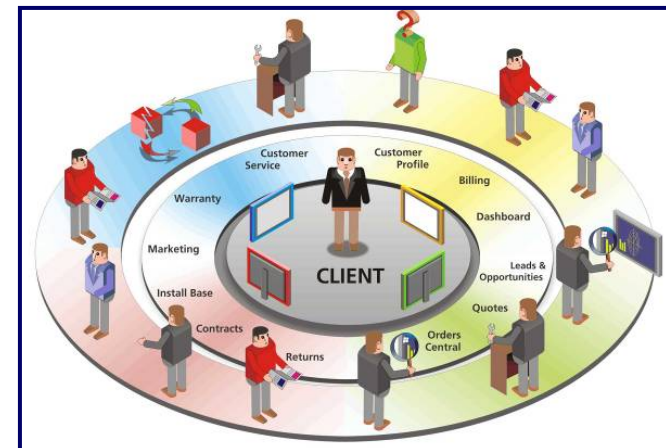 Customer
Service
Customer
Profile
Billing
Warranty
Dashboard
Marketing
Leads &
Opportunities
CLIENT
Install Base
Quotes
Contracts
Orders
Central
Returns
?